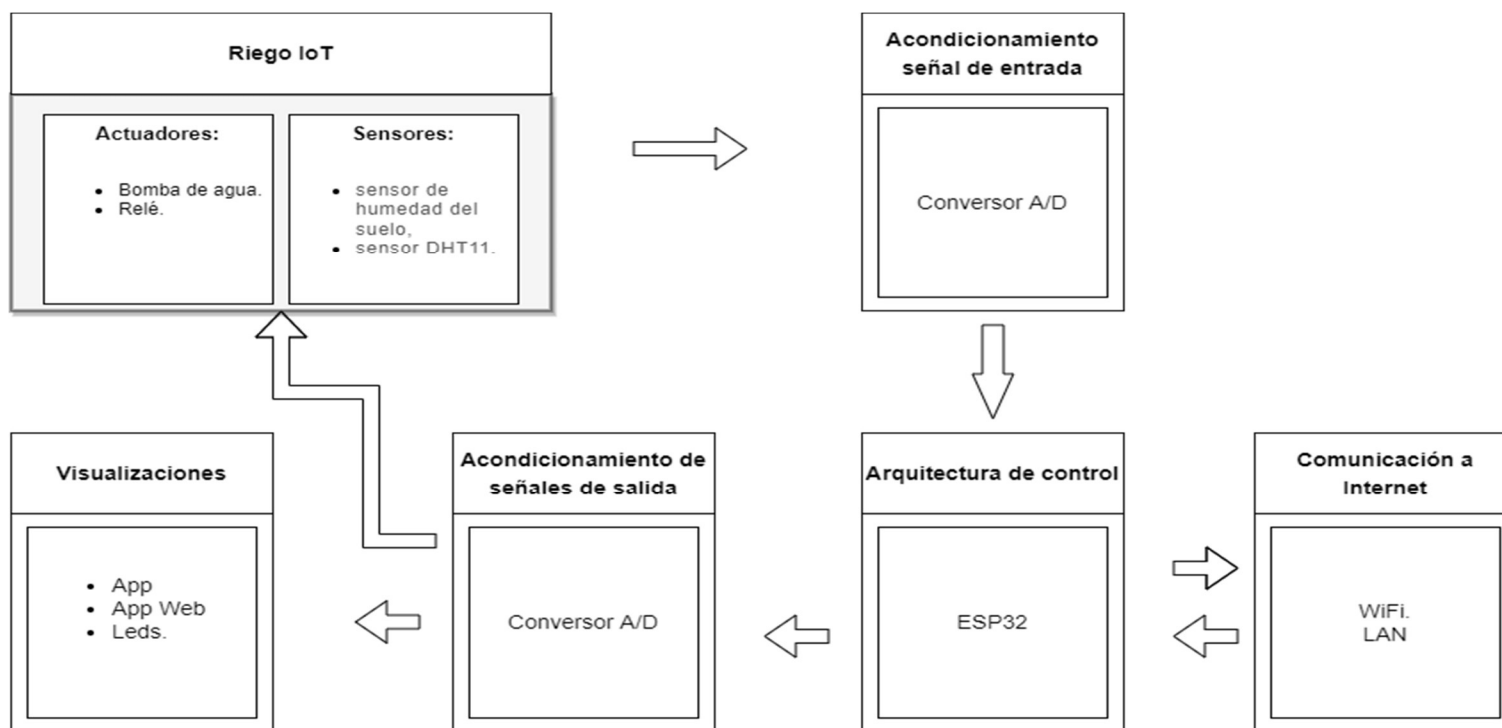 Riego IoT
Actuadores:
• Bomba de agua.
• Relé.
Sensores:
• sensor de
humedad del
suelo,
• sensor DHT11.
Acondicionamiento
señal de entrada
Conversor A/D
Visualizaciones
• App
• App Web
• Leds.
Acondicionamiento de
señales de salida
Conversor A/D
Arquitectura de control
ESP32
Comunicación a
Internet
WiFi.
LAN